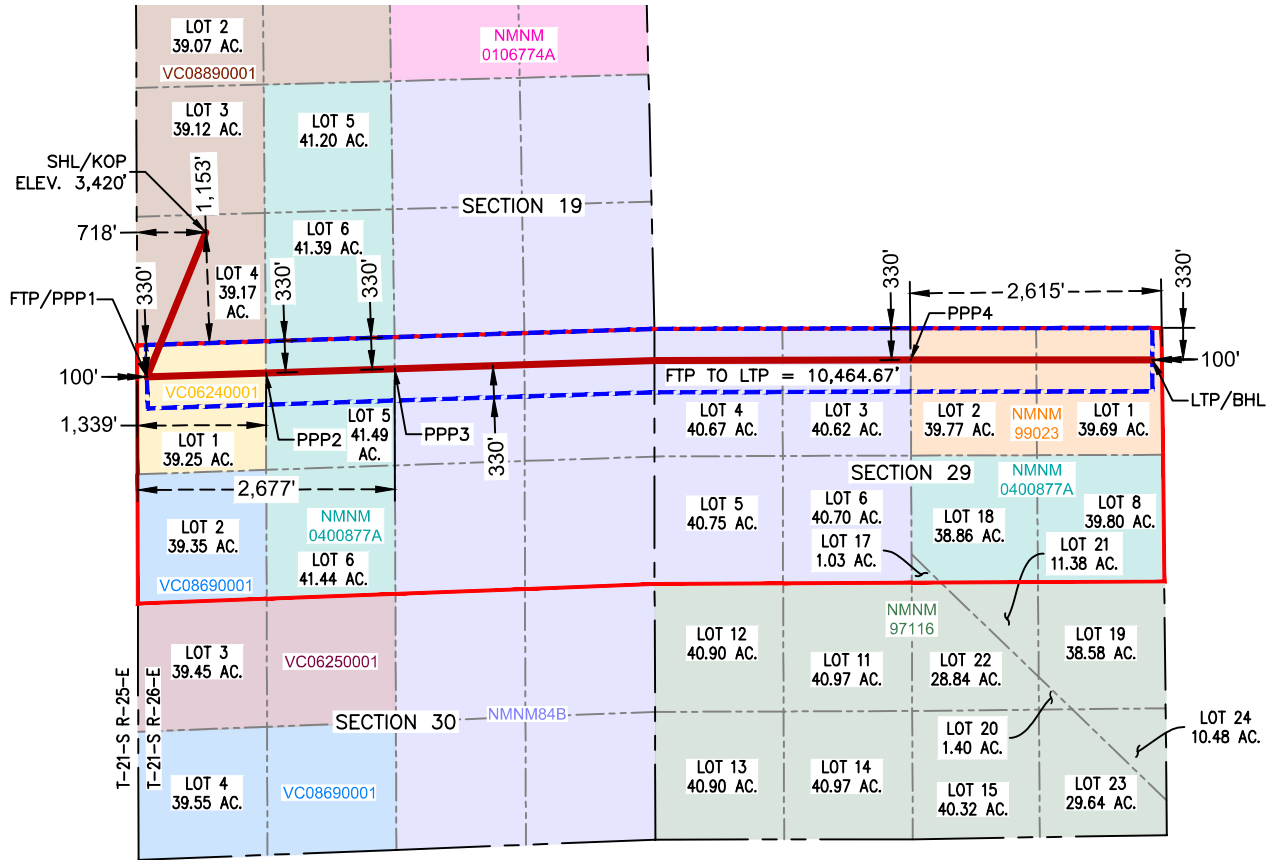 LOT 2
39.07 AC.
VC08890001
NMNM
0106774A
LOT 3
39.12 AC.
LOT 5
41.20 AC.
SHL/KOP
ELEV. 3,420'
1,153'
718'
SECTION 19
LOT 6
41.39 AC.
LOT 4
39.17
AC.
FTP/PPP1
330'
330'
330'
330'
2,615'
330'
PPP4
100'
VC06240001
FTP TO LTP = 10,464.67'
100'
LTP/BHL
1,339'
LOT 1
39.25 AC.
PPP2
LOT 5
41.49
AC.
PPP3
330'
LOT 4
40.67 AC.
LOT 3
40.62 AC.
LOT 2
39.77 AC.
NMNM
99023
LOT 1
39.69 AC.
2,677'
SECTION 29
NMNM
0400877A
LOT 2
39.35 AC.
NMNM
0400877A
LOT 5
40.75 AC.
LOT 6
40.70 AC.
LOT 18
38.86 AC.
LOT 8
39.80 AC.
VC08690001
LOT 6
41.44 AC.
LOT 17
1.03 AC.
LOT 21
11.38 AC.
NMNM
97116
LOT 3
39.45 AC.
VC06250001
LOT 12
40.90 AC.
LOT 11
40.97 AC.
LOT 22
28.84 AC.
LOT 19
38.58 AC.
T-21-S R-25-E
T-21-S R-26-E
SECTION 30
NMNM84B
LOT 20
1.40 AC.
LOT 24
10.48 AC.
LOT 4
39.55 AC.
VC08690001
LOT 13
40.90 AC.
LOT 14
40.97 AC.
LOT 15
40.32 AC.
LOT 23
29.64 AC.